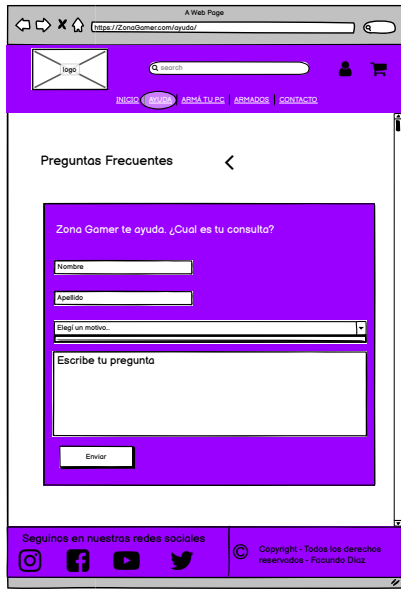 A Web Page
https://ZonaGamer.com/ayuda/
logo
search
INICIO AYUDA ARMÁ TU PC ARMADOS CONTACTO
Preguntas Frecuentes
Zona Gamer te ayuda. ¿Cual es tu consulta?
Nombre
Apellido
Elegí un motivo..
Escribe tu pregunta
Enviar
Seguinos en nuestras redes sociales
Copyright - Todos los derechos
reservados - Facundo Diaz